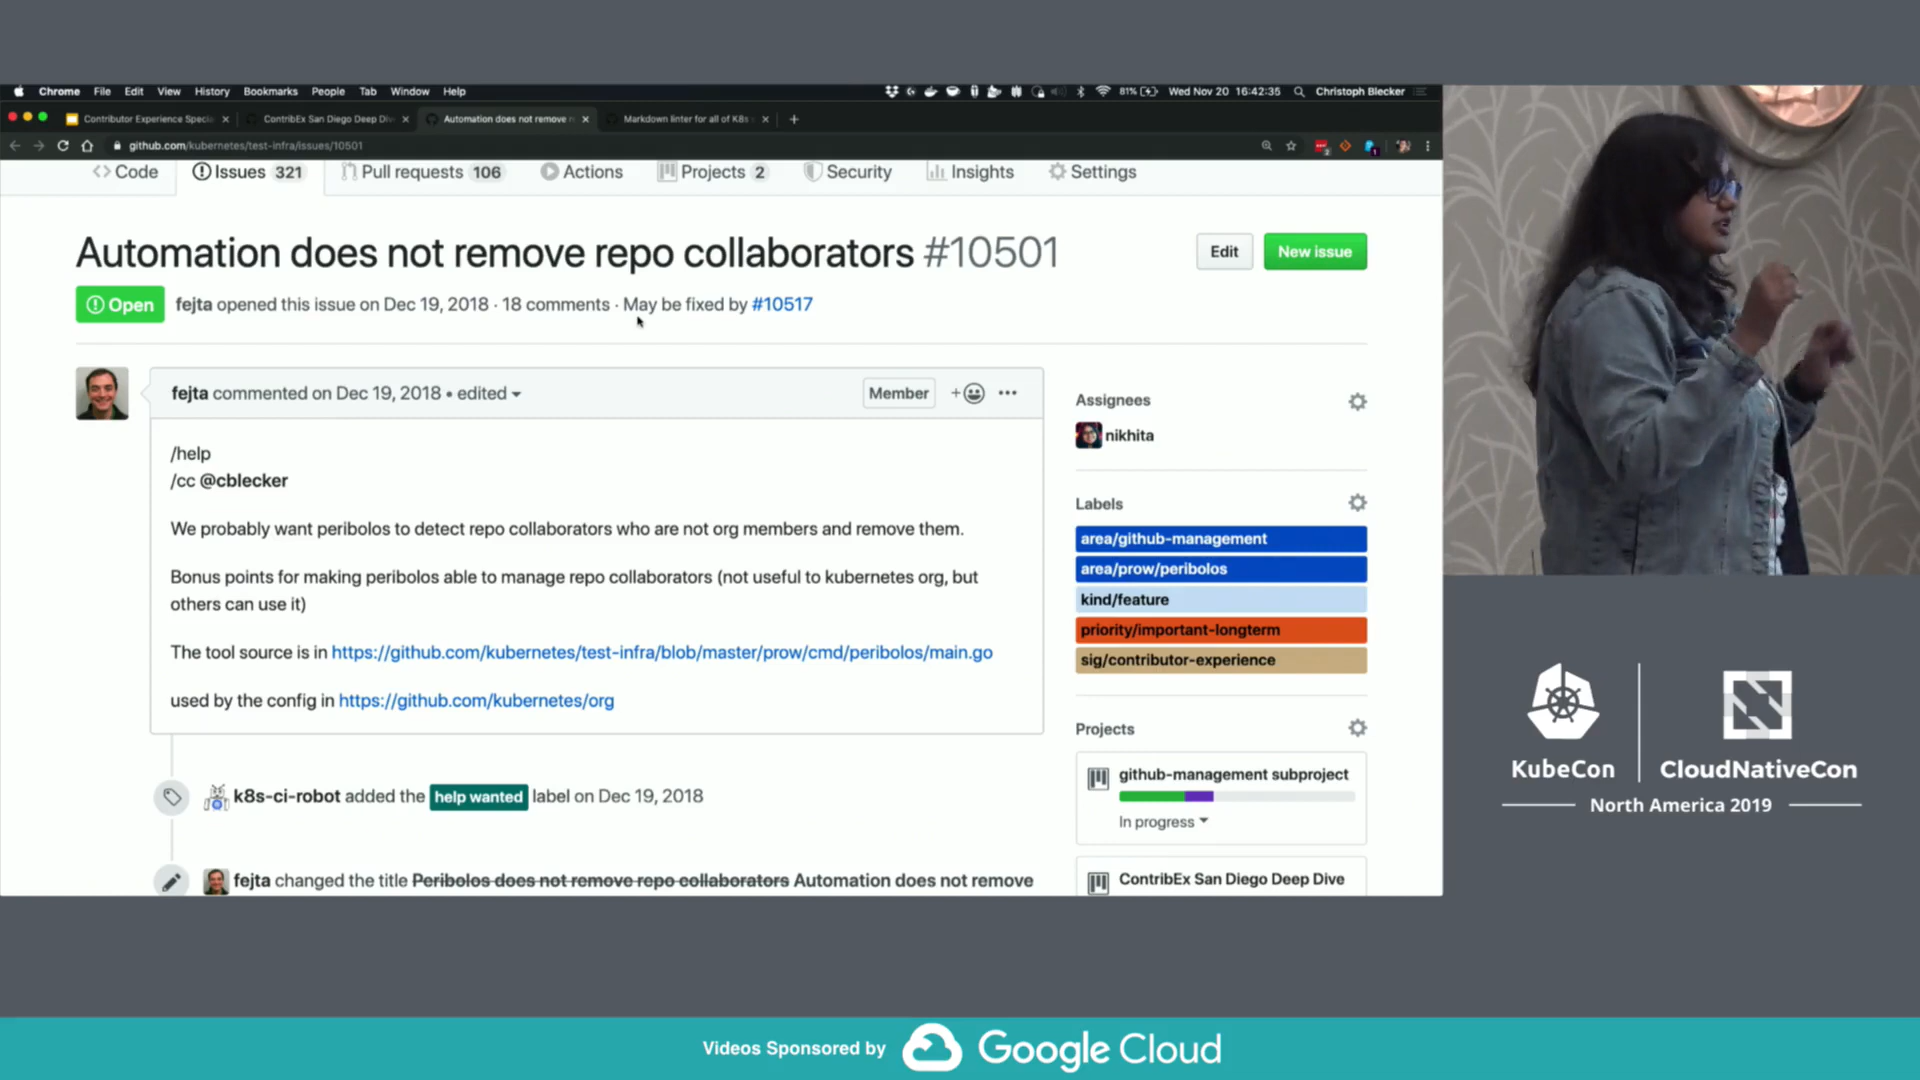 Chrome File Edit View History Bookmarks People Tab Window Help 81% Wed Nov 20 16:42:35 Christoph Blecker
Contributor Experience Speci ContribEx San Diego Deep Di Automation does not remove Markdown linter for all of K8s
github.com/kubernetes/test-infra/issues/10501
Code Issues 321 Pull requests 106 Actions Projects 2 Security Insights Settings
Automation does not remove repo collaborators #10501 Edit New issue
Open fejta opened this issue on Dec 19, 2018 · 18 comments · May be fixed by #10517
fejta commented on Dec 19, 2018 • edited Member
/help
/cc @cblecker
We probably want peribolos to detect repo collaborators who are not org members and remove them.
Bonus points for making peribolos able to manage repo collaborators (not useful to kubernetes org, but
others can use it)
The tool source is in https://github.com/kubernetes/test-infra/blob/master/prow/cmd/peribolos/main.go
used by the config in https://github.com/kubernetes/org
k8s-ci-robot added the help wanted label on Dec 19, 2018
fejta changed the title Peribolos does not remove repo collaborators Automation does not remove
Assignees
nikhita
Labels
area/github-management
area/prow/peribolos
kind/feature
priority/important-longterm
sig/contributor-experience
Projects
github-management subproject
In progress
ContribEx San Diego Deep Dive
KubeCon CloudNativeCon
North America 2019
Videos Sponsored by Google Cloud